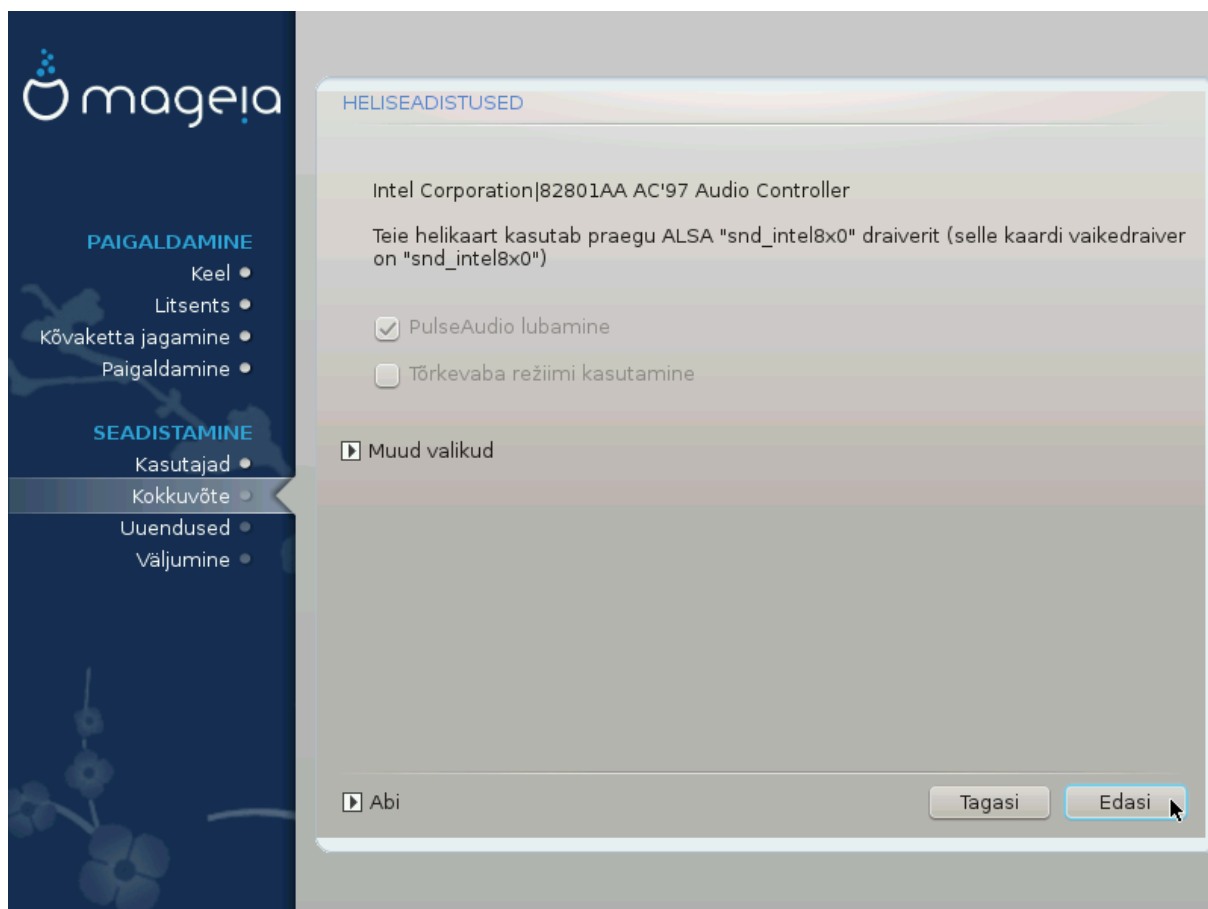 mageia
PAIGALDAMINE
Keel
Litsents
Kõvaketta jagamine
Paigaldamine
SEADISTAMINE
Kasutajad
Kokkuvõte
Uuendused
Väljumine
HELISEADISTUSED
Intel Corporation|82801AA AC'97 Audio Controller
Teie helikaart kasutab praegu ALSA "snd_intel8x0" draiverit (selle kaardi vaikedraiver
on "snd_intel8x0")
PulseAudio lubamine
Tõrkevaba režiimi kasutamine
Muud valikud
Abi
Tagasi
Edasi